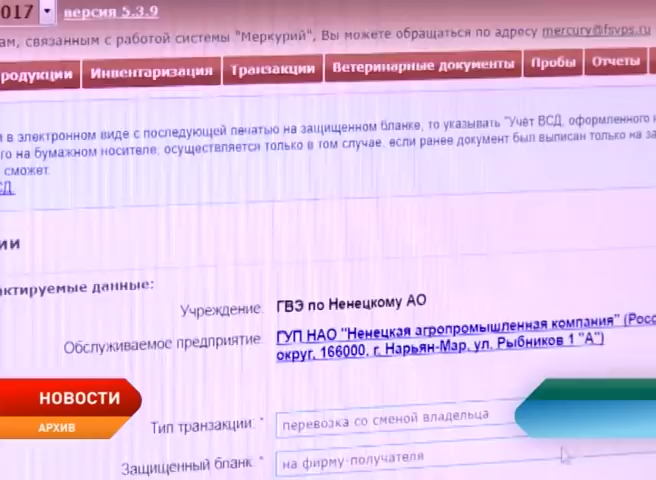 017 версия 5.3.9
ам, связанным с работой системы "Меркурий", Вы можете обращаться по адресу mercury@fsvps.ru
родукции Инвентаризация Транзакции Ветеринарные документы Пробы Отчеты
в электронном виде с последующей печатью на защищенном бланке, то указывать "Учёт ВСД, оформленного
го на бумажном носителе, осуществляется только в том случае, если ранее документ был выписан только на за
сможет.
СД.
ии
ктируемые данные:
Учреждение: ГВЭ по Ненецкому АО
Обслуживаемое предприятие: ГУП НАО "Ненецкая агропромышленная компания" (Росс
округ, 166000, г. Нарьян-Мар, ул. Рыбников 1 "А")
НОВОСТИ
АРХИВ
Тип транзакции: * перевозка со сменой владельца
Защищенный бланк: * на фирму-получателя